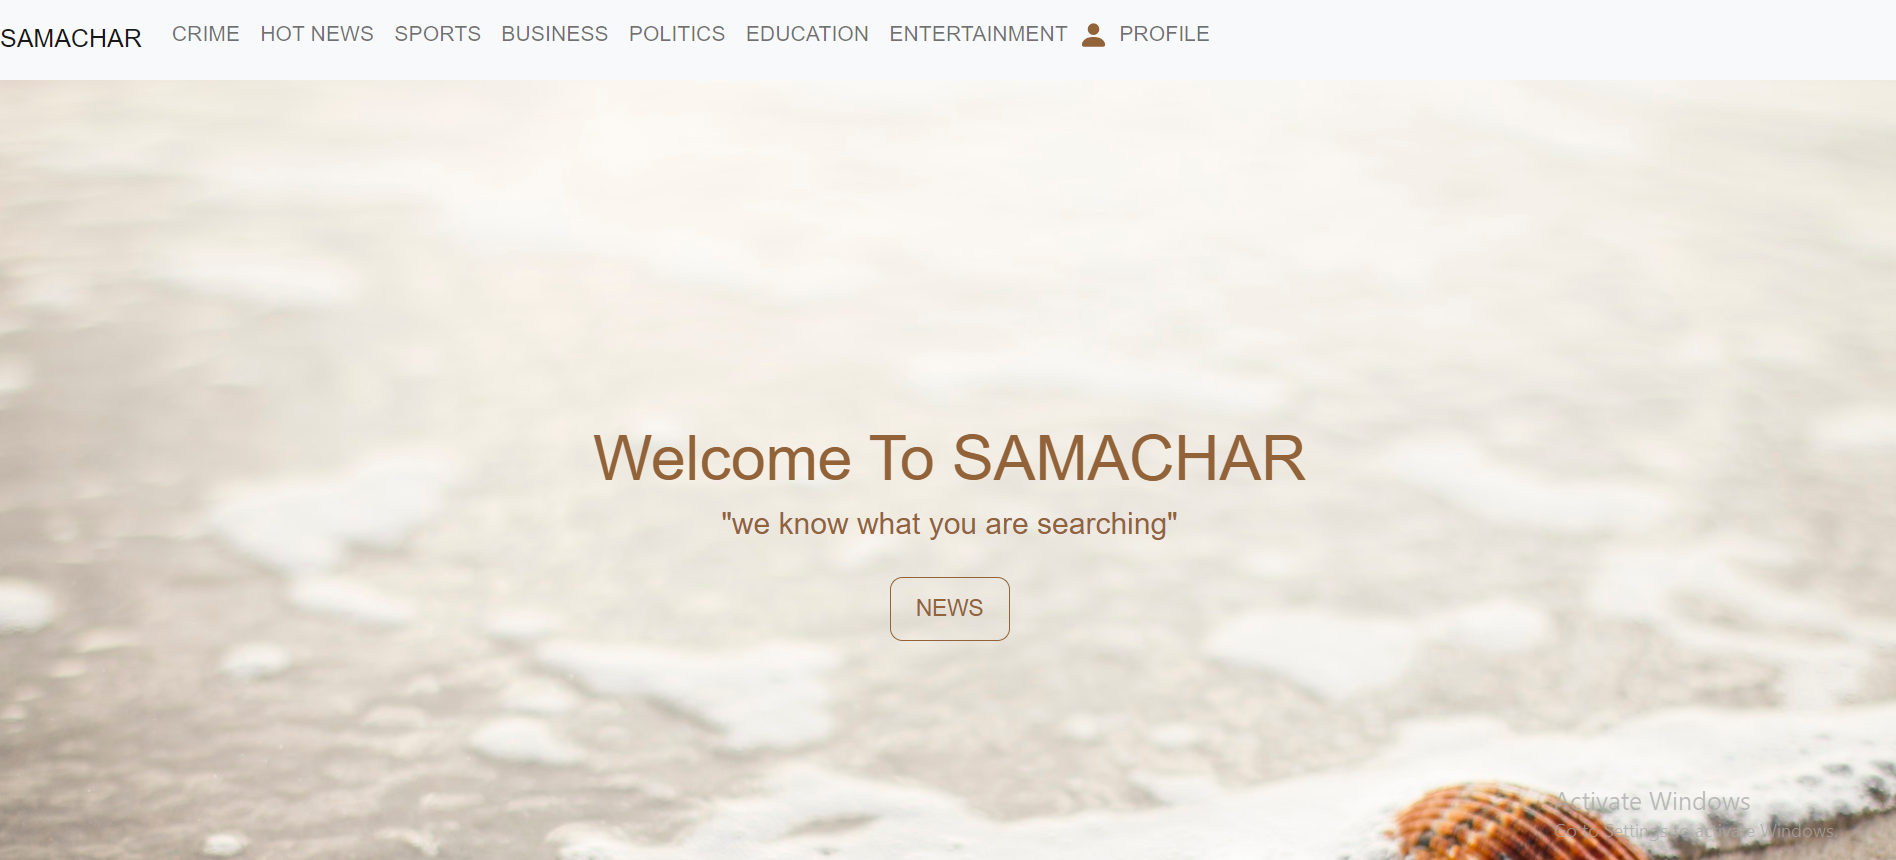 SAMACHAR CRIME HOT NEWS SPORTS BUSINESS POLITICS EDUCATION ENTERTAINMENT PROFILE
Welcome To SAMACHAR
"we know what you are searching"
NEWS
Activate Windows
Go to Settings to activate Windows.